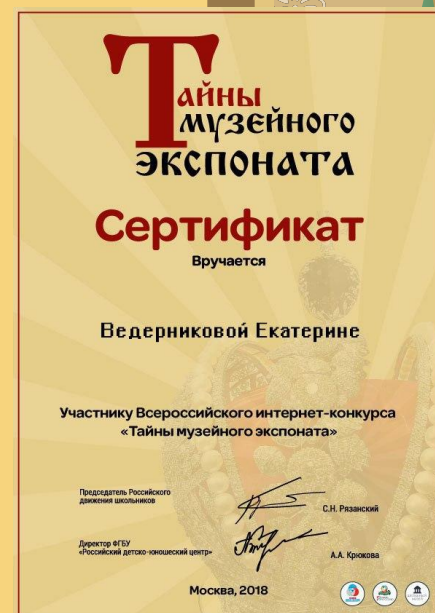 Тайны
музейного
экспоната
Сертификат
Вручается
Ведерниковой Екатерине
Участнику Всероссийского интернет-конкурса
«Тайны музейного экспоната»
Председатель Российского
движения школьников
С.Н. Рязанский
Директор ФГБУ
«Российский детско-юношеский центр»
А.А. Крюкова
Москва, 2018